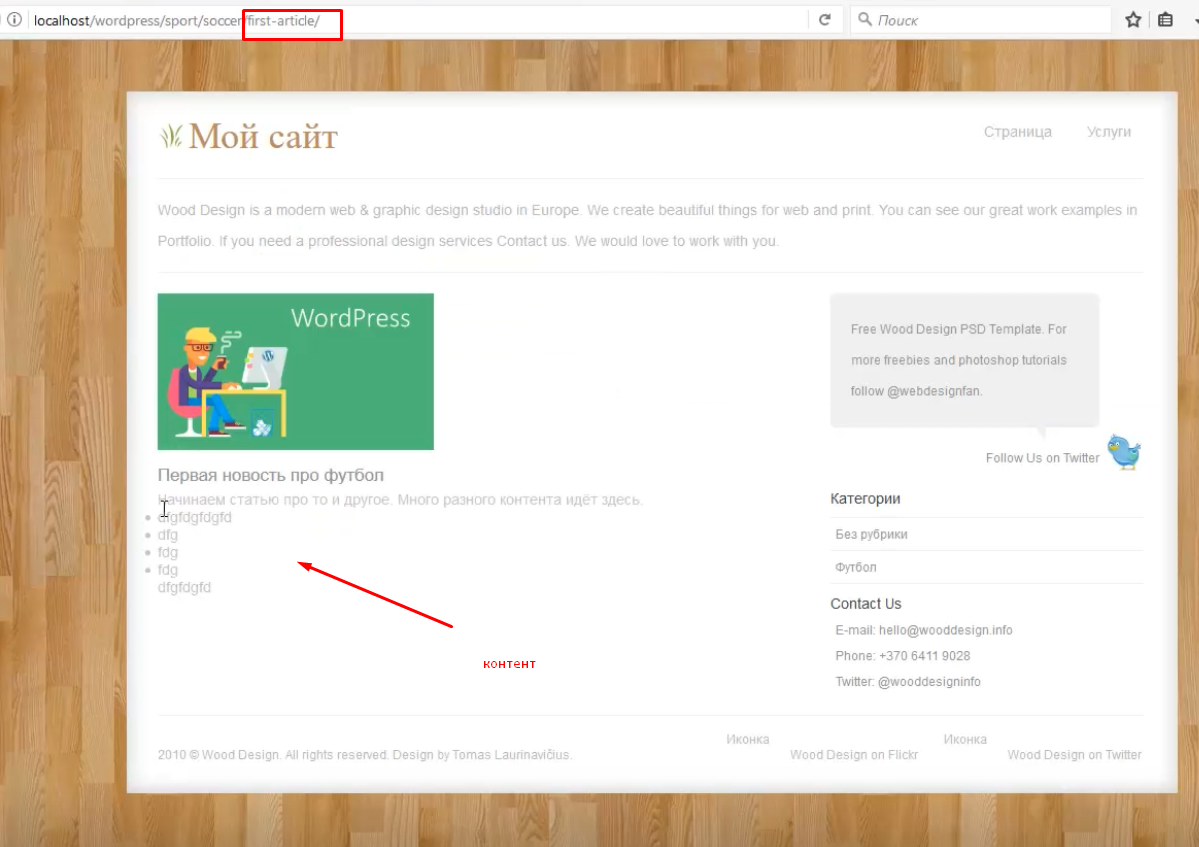 localhost/wordpress/sport/soccer/first-article/
Поиск
Мой сайт
Страница
Услуги
Wood Design is a modern web & graphic design studio in Europe. We create beautiful things for web and print. You can see our great work examples in
Portfolio. If you need a professional design services Contact us. We would love to work with you.
WordPress
Первая новость про футбол
Начинаем статью про то и другое. Много разного контента идёт здесь.
dfgfdgfdgfd
dfg
fdg
fdg
dfgfdgfd
контент
Free Wood Design PSD Template. For
more freebies and photoshop tutorials
follow @webdesignfan.
Follow Us on Twitter
Категории
Без рубрики
Футбол
Contact Us
E-mail: hello@wooddesign.info
Phone: +370 6411 9028
Twitter: @wooddesigninfo
2010 © Wood Design. All rights reserved. Design by Tomas Laurinavičius.
Иконка
Wood Design on Flickr
Иконка
Wood Design on Twitter